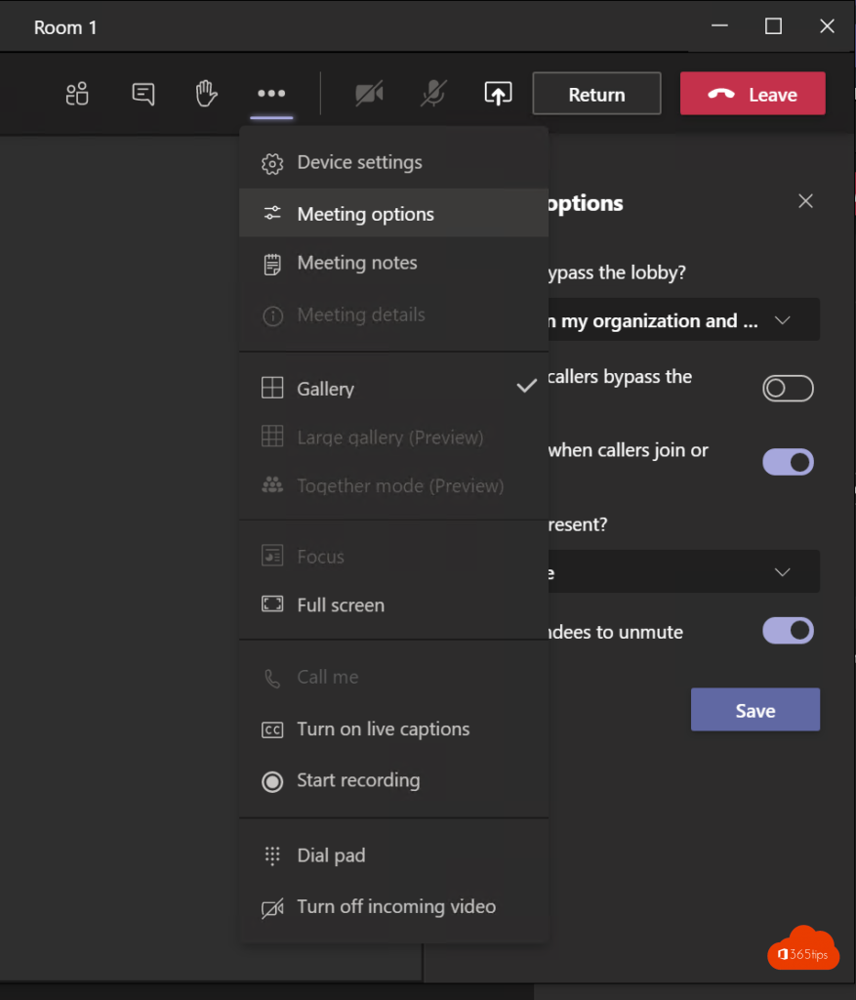 Room 1
Return
Leave
Device settings
Meeting options
options
Meeting notes
ypass the lobby?
Meeting details
n my organization and ...
Gallery
callers bypass the
Large gallery (Preview)
when callers join or
Together mode (Preview)
resent?
Focus
e
Full screen
ndees to unmute
Call me
Save
CC Turn on live captions
Start recording
Dial pad
Turn off incoming video
365tips